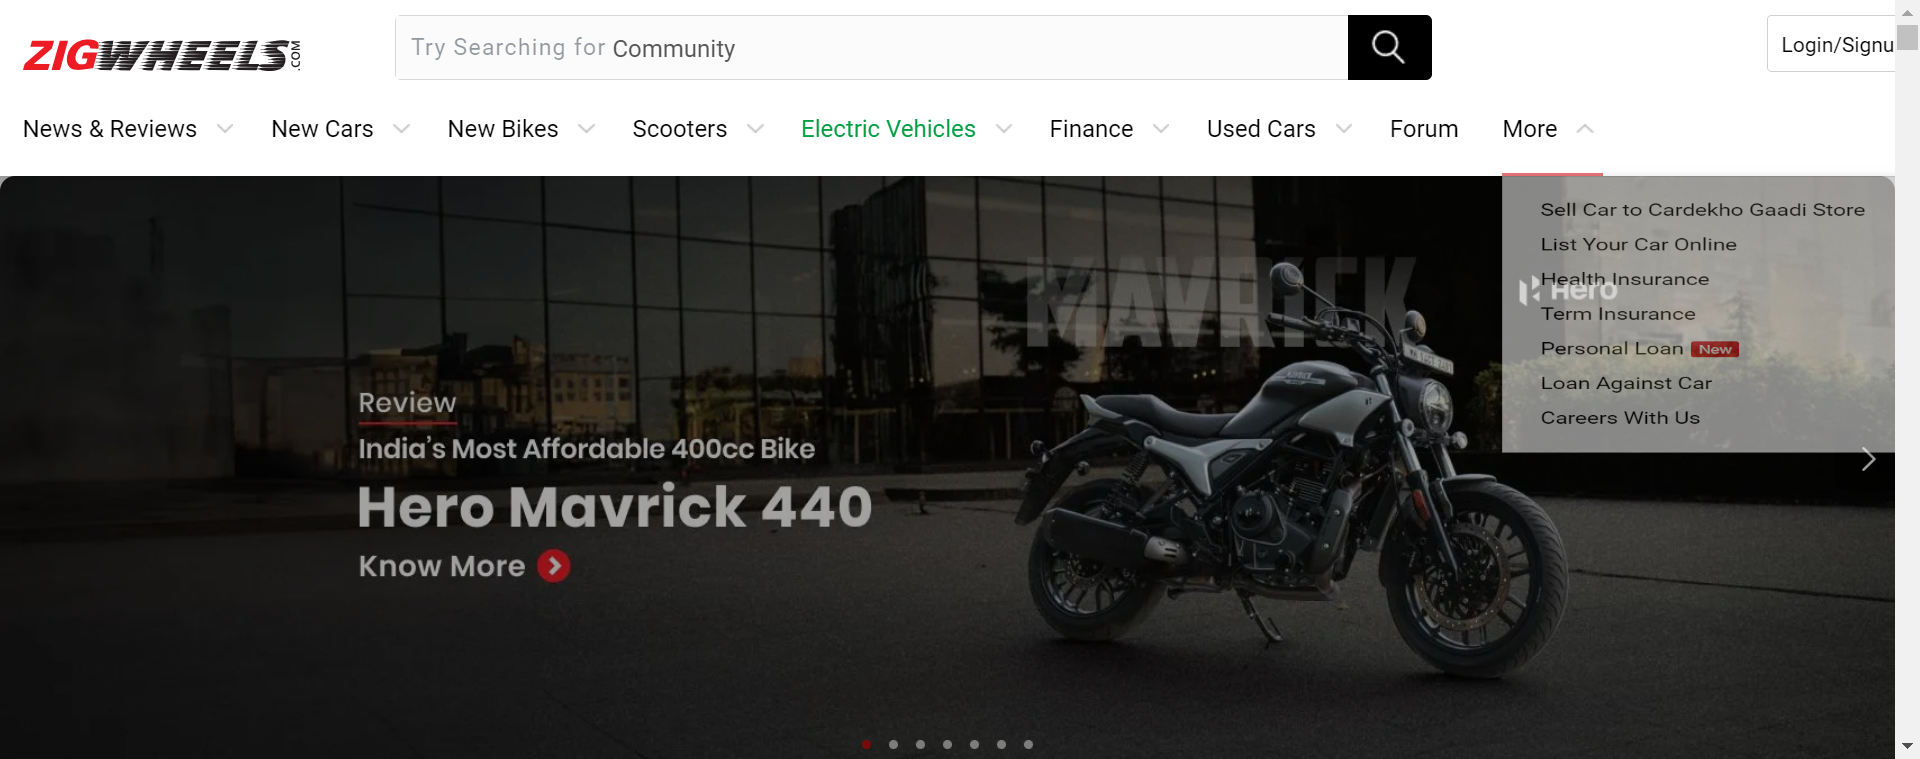 ZIGWHEELS.COM
Try Searching for Community
Login/Signu
News & Reviews New Cars New Bikes Scooters Electric Vehicles Finance Used Cars Forum More
Sell Car to Cardekho Gaadi Store
List Your Car Online
Health Insurance
Hero
Term Insurance
Personal Loan New
Loan Against Car
Careers With Us
MAVRICK
Review
India's Most Affordable 400cc Bike
Hero Mavrick 440
Know More